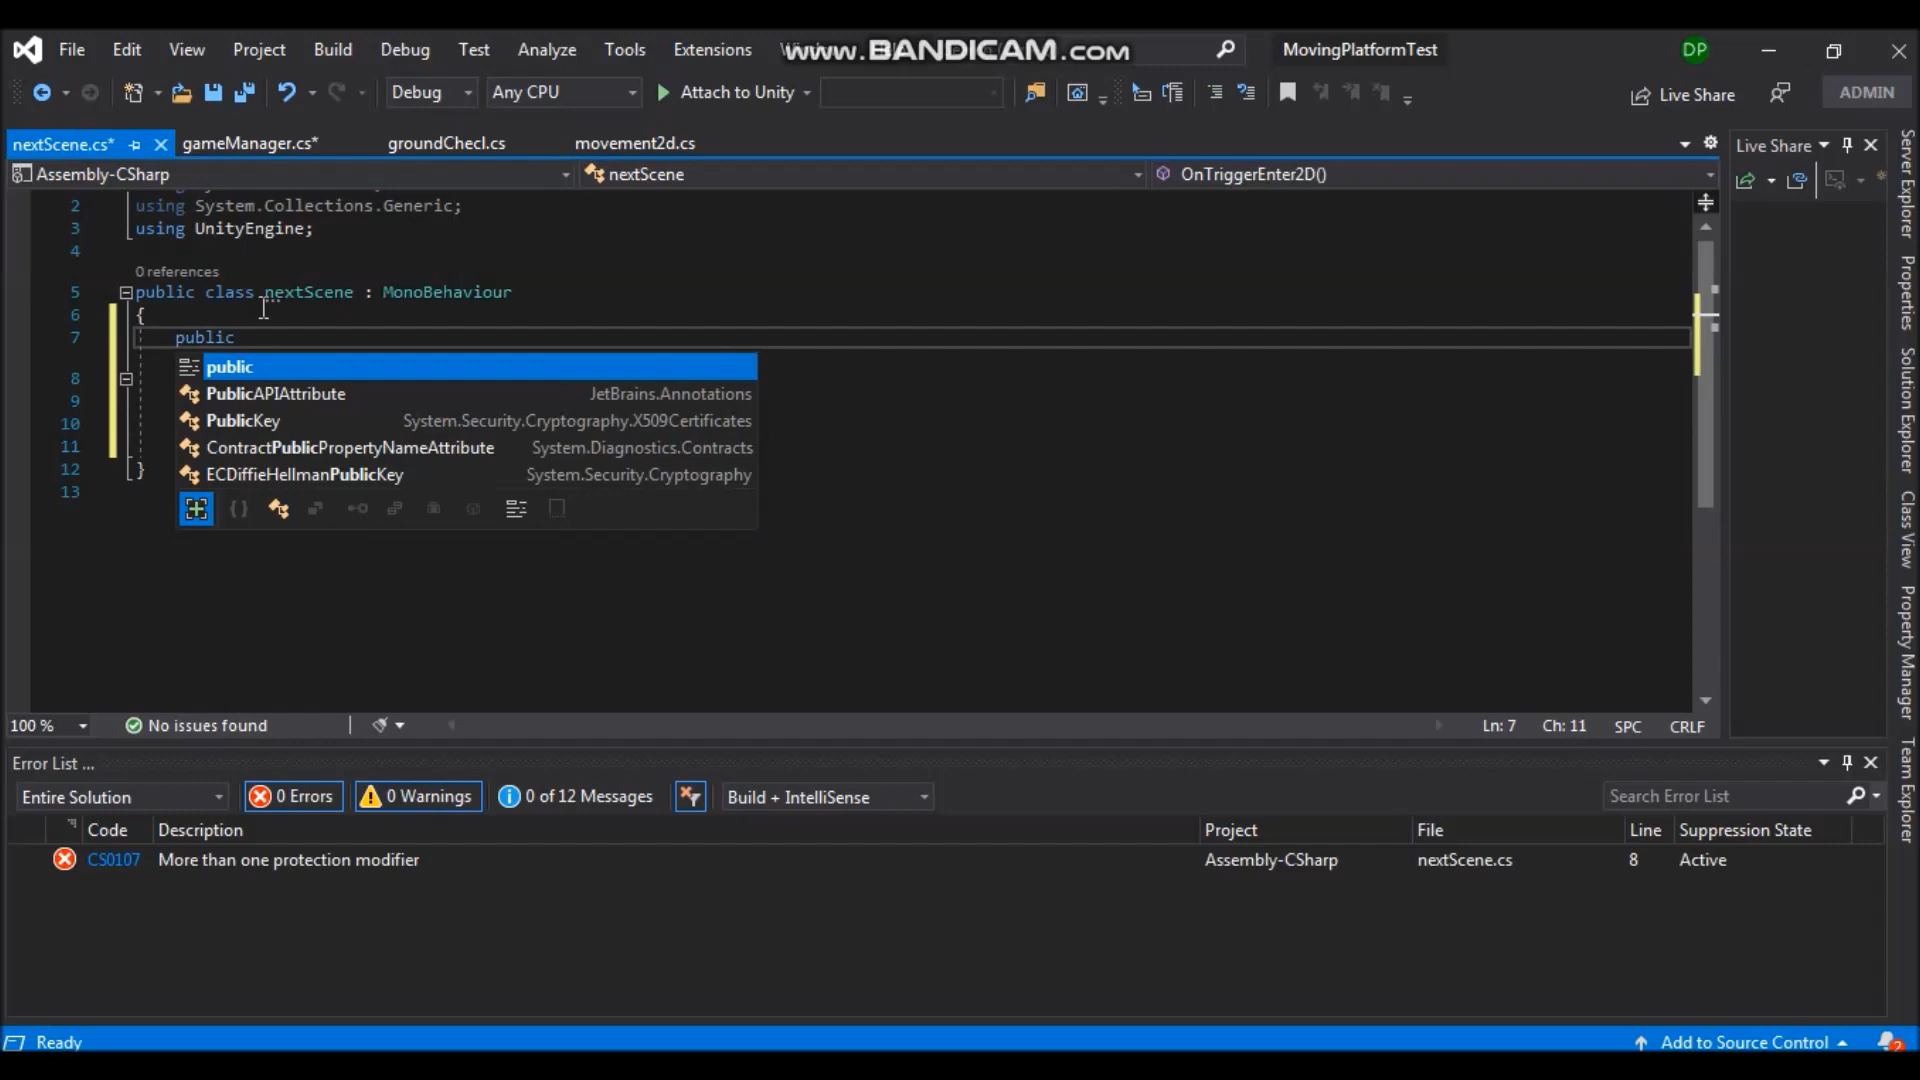 File Edit View Project Build Debug Test Analyze Tools Extensions www.BANDICAM.com MovingPlatformTest DP
Debug Any CPU Attach to Unity Live Share ADMIN
nextScene.cs* gameManager.cs* groundChecl.cs movement2d.cs Live Share
Assembly-CSharp nextScene OnTriggerEnter2D()
2 using System.Collections.Generic;
3 using UnityEngine;
4
0 references
5 public class nextScene : MonoBehaviour
6 {
7 public
public
8
PublicAPIAttribute JetBrains.Annotations
9
PublicKey System.Security.Cryptography.X509Certificates
10
ContractPublicPropertyNameAttribute System.Diagnostics.Contracts
11
ECDiffieHellmanPublicKey System.Security.Cryptography
12 }
13
Server Explorer
Properties
Solution Explorer
Class View
Property Manager
Team Explorer
100 % No issues found Ln: 7 Ch: 11 SPC CRLF
Error List ...
Entire Solution 0 Errors 0 Warnings 0 of 12 Messages Build + IntelliSense Search Error List
Code Description Project File Line Suppression State
CS0107 More than one protection modifier Assembly-CSharp nextScene.cs 8 Active
Ready Add to Source Control 2